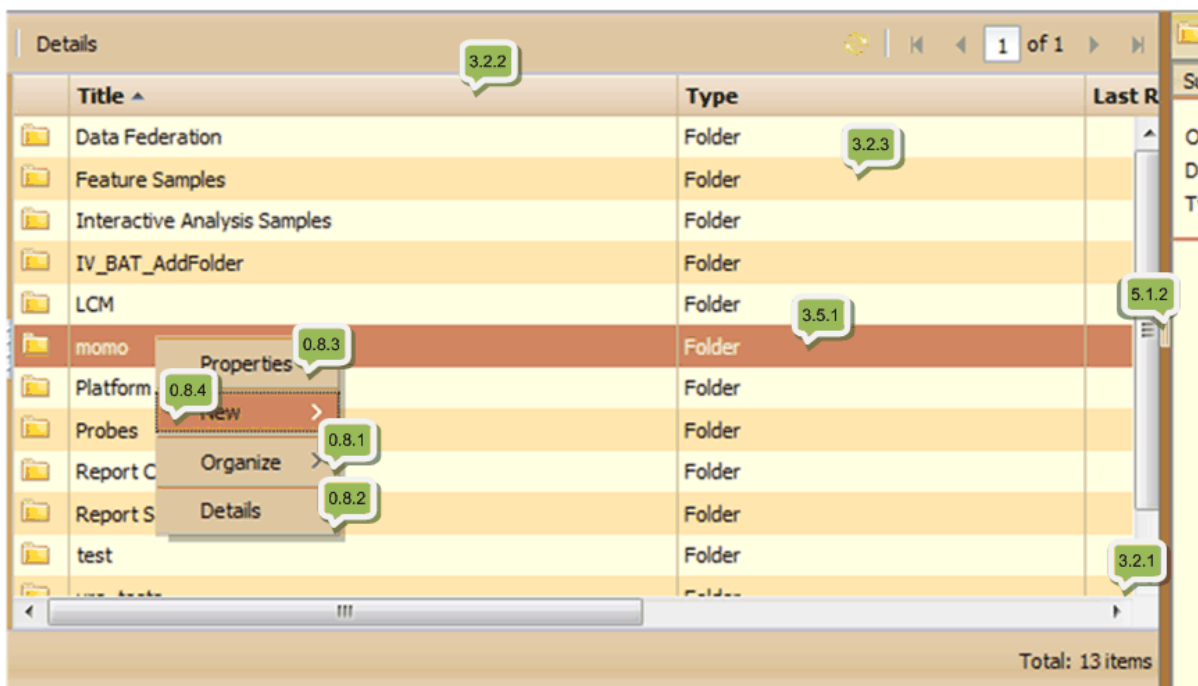 Details
1 of 1
3.2.2
Title Type Last R
Data Federation Folder
3.2.3
Feature Samples Folder
Interactive Analysis Samples Folder
IV_BAT_AddFolder Folder
LCM Folder
5.1.2
3.5.1
momo Folder
0.8.3
Properties
Platform Folder
0.8.4
New
Probes Folder
0.8.1
Organize
Report C Folder
0.8.2
Report S Details Folder
test Folder
3.2.1
Total: 13 items